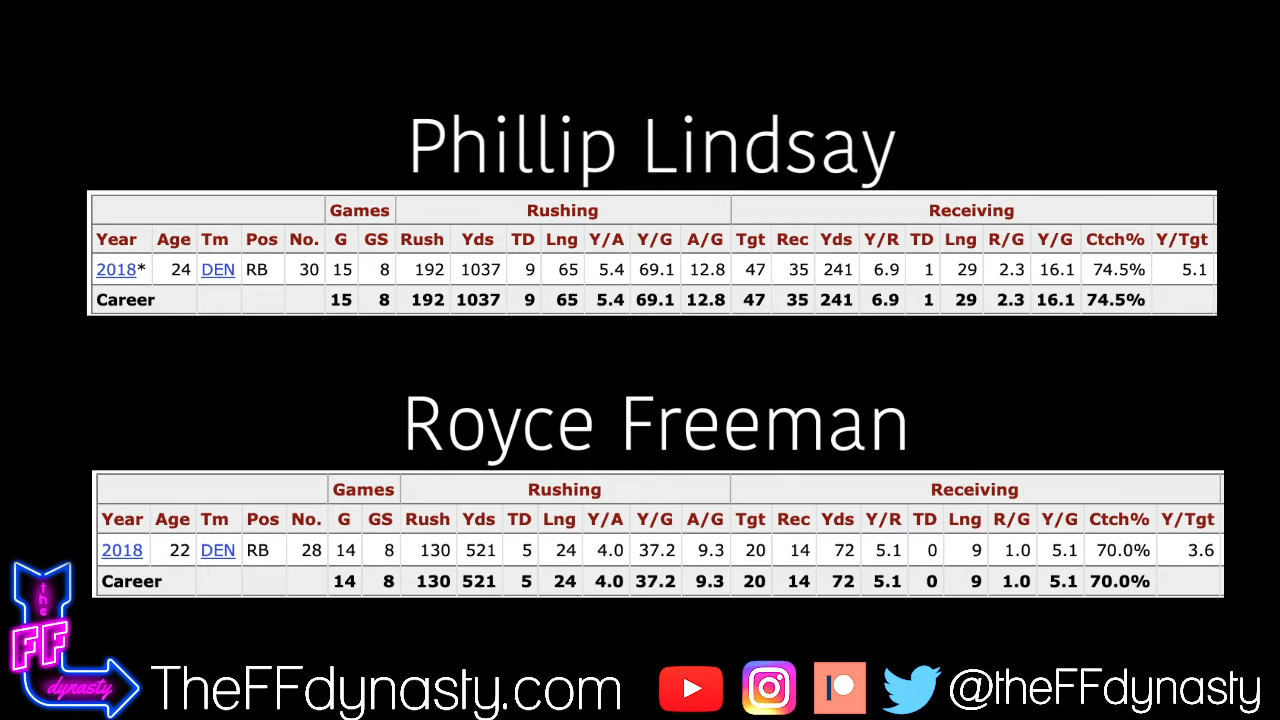 Phillip Lindsay
Games Rushing Receiving
Year Age Tm Pos No. G GS Rush Yds TD Lng Y/A Y/G A/G Tgt Rec Yds Y/R TD Lng R/G Y/G Ctch% Y/Tgt
2018* 24 DEN RB 30 15 8 192 1037 9 65 5.4 69.1 12.8 47 35 241 6.9 1 29 2.3 16.1 74.5% 5.1
Career 15 8 192 1037 9 65 5.4 69.1 12.8 47 35 241 6.9 1 29 2.3 16.1 74.5%
Royce Freeman
Games Rushing Receiving
Year Age Tm Pos No. G GS Rush Yds TD Lng Y/A Y/G A/G Tgt Rec Yds Y/R TD Lng R/G Y/G Ctch% Y/Tgt
2018 22 DEN RB 28 14 8 130 521 5 24 4.0 37.2 9.3 20 14 72 5.1 0 9 1.0 5.1 70.0% 3.6
Career 14 8 130 521 5 24 4.0 37.2 9.3 20 14 72 5.1 0 9 1.0 5.1 70.0%
the
FF
dynasty
TheFFdynasty.com @theFFdynasty